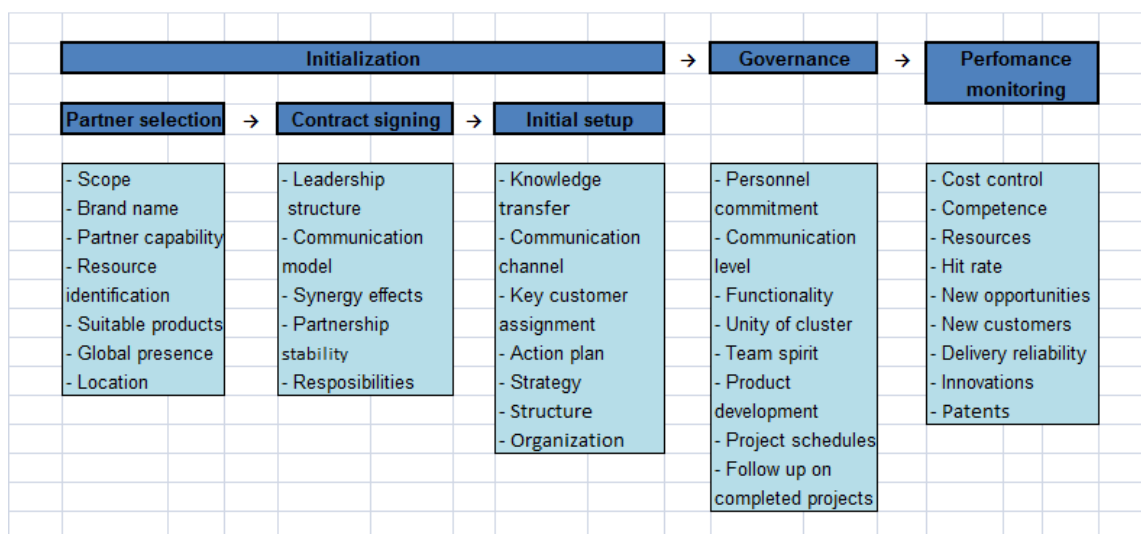 Initialization → Governance → Perfomance
monitoring
Partner selection → Contract signing → Initial setup
- Scope
- Brand name
- Partner capability
- Resource
identification
- Suitable products
- Global presence
- Location
- Leadership
structure
- Communication
model
- Synergy effects
- Partnership
stability
- Resposibilities
- Knowledge
transfer
- Communication
channel
- Key customer
assignment
- Action plan
- Strategy
- Structure
- Organization
- Personnel
commitment
- Communication
level
- Functionality
- Unity of cluster
- Team spirit
- Product
development
- Project schedules
- Follow up on
completed projects
- Cost control
- Competence
- Resources
- Hit rate
- New opportunities
- New customers
- Delivery reliability
- Innovations
- Patents